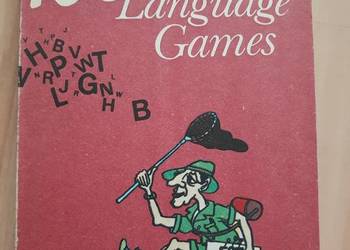 Language
Games
V T P J
H B V
V N R P W T
L J T G N L W
H B